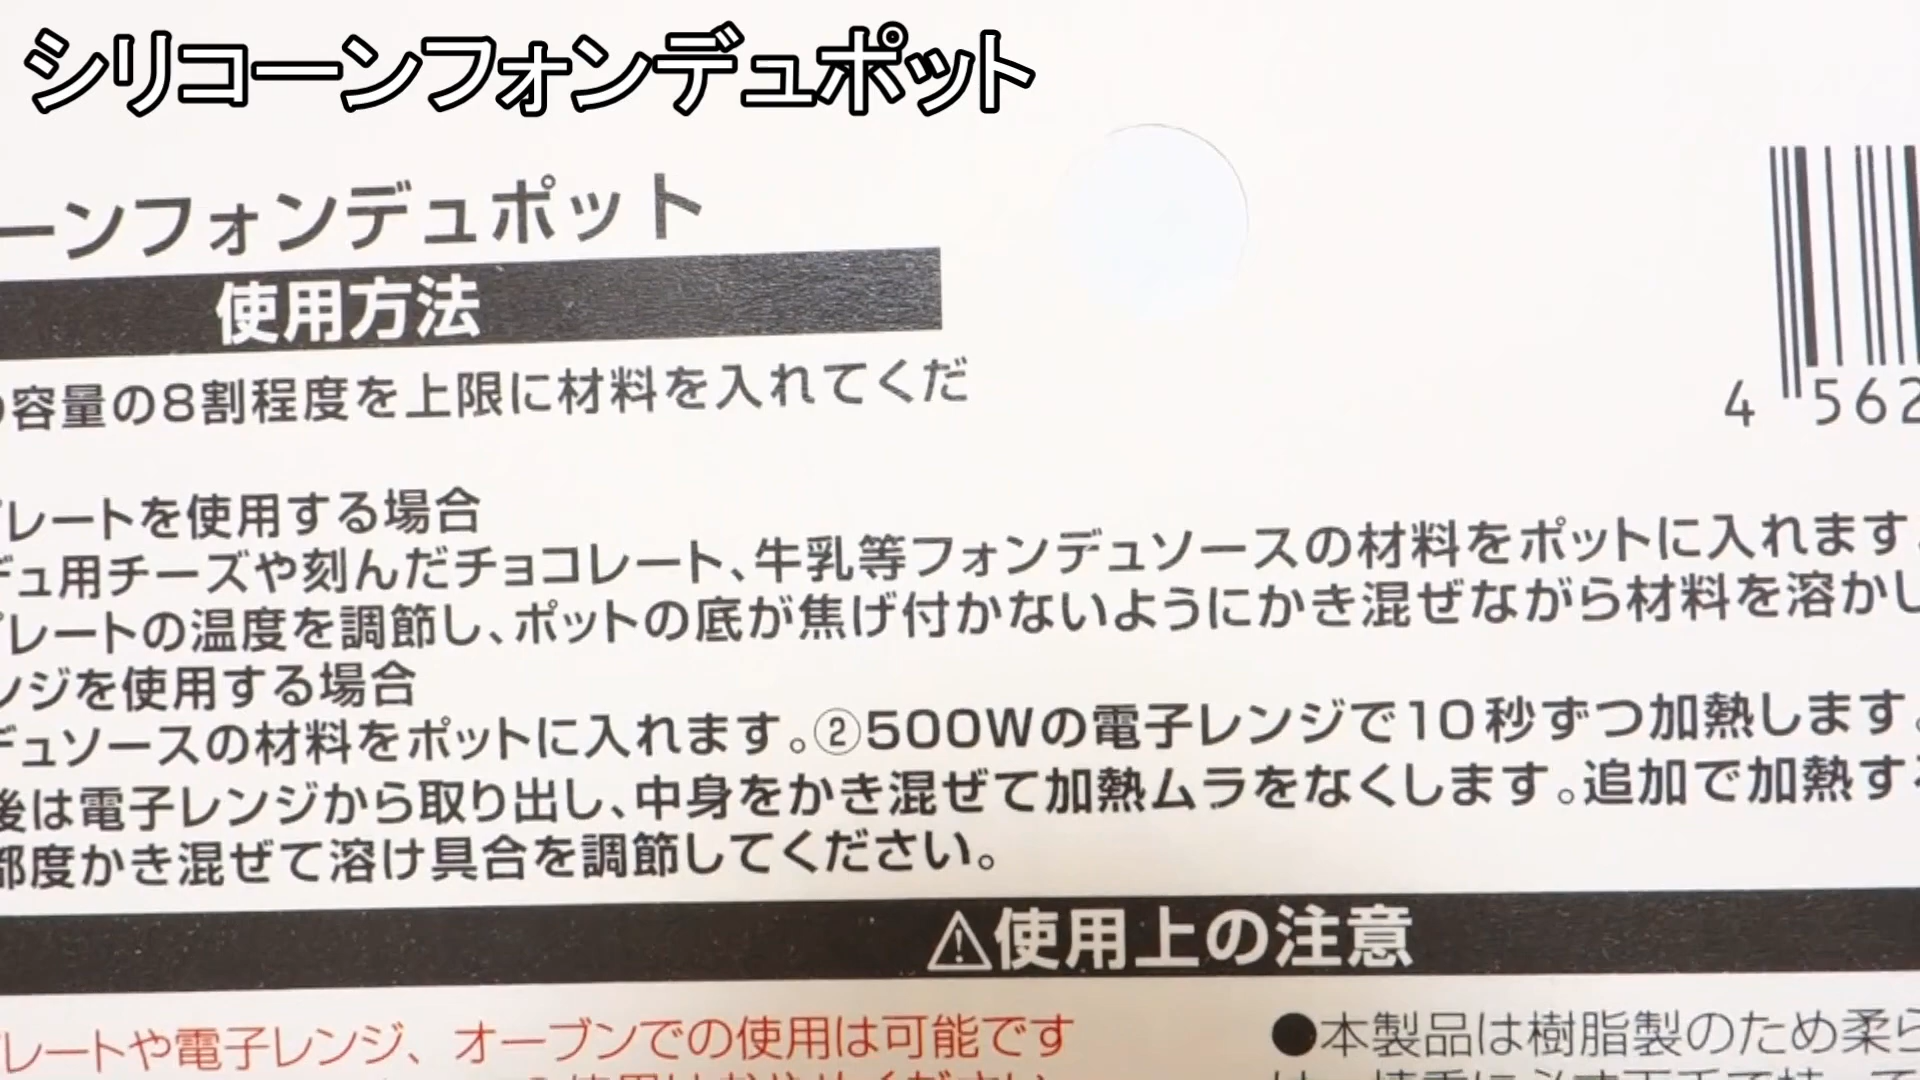 シリコーンフォンデュポット
ーンフォンデュポット
使用方法
容量の8割程度を上限に材料を入れてくだ
4 562
レートを使用する場合
デュ用チーズや刻んだチョコレート、牛乳等フォンデュソースの材料をポットに入れます。
プレートの温度を調節し、ポットの底が焦げ付かないようにかき混ぜながら材料を溶かし
ンジを使用する場合
デュソースの材料をポットに入れます。②500Wの電子レンジで10秒ずつ加熱します。
後は電子レンジから取り出し、中身をかき混ぜて加熱ムラをなくします。追加で加熱する
都度かき混ぜて溶け具合を調節してください。
⚠使用上の注意
レートや電子レンジ、オーブンでの使用は可能です
●本製品は樹脂製のため柔ら